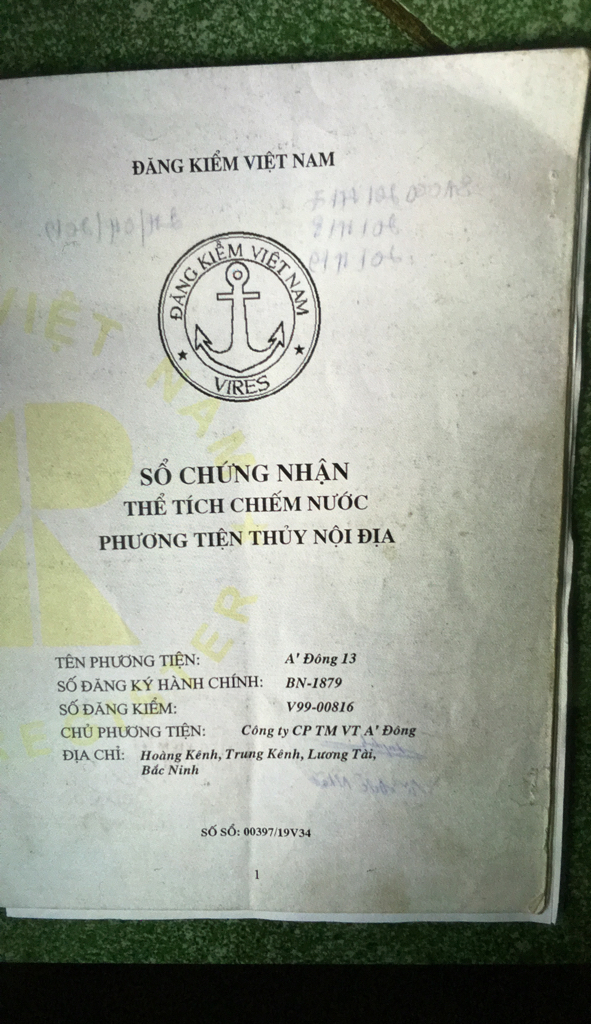 ĐĂNG KIỂM VIỆT NAM
ĐĂNG KIỂM VIỆT NAM
VIRES
VIỆT NAM
REGISTER
SỔ CHỨNG NHẬN
THỂ TÍCH CHIẾM NƯỚC
PHƯƠNG TIỆN THỦY NỘI ĐỊA
TÊN PHƯƠNG TIỆN: A' Đông 13
SỐ ĐĂNG KÝ HÀNH CHÍNH: BN-1879
SỐ ĐĂNG KIỂM: V99-00816
CHỦ PHƯƠNG TIỆN: Công ty CP TM VT A' Đông
ĐỊA CHỈ: Hoàng Kênh, Trung Kênh, Lương Tài,
Bắc Ninh
SỐ SỔ: 00397/19V34
1